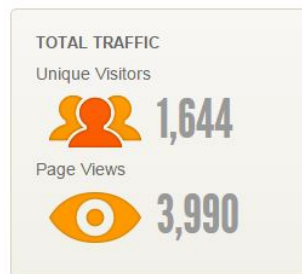 TOTAL TRAFFIC
Unique Visitors
1,644
Page Views
3,990